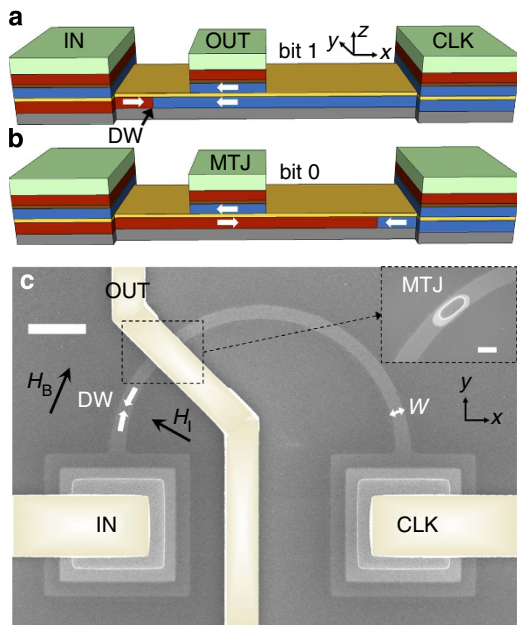 a
IN
OUT
bit 1
y
z
x
CLK
DW
b
MTJ
bit 0
c
OUT
MTJ
H_B
DW
H_I
W
y
x
IN
CLK